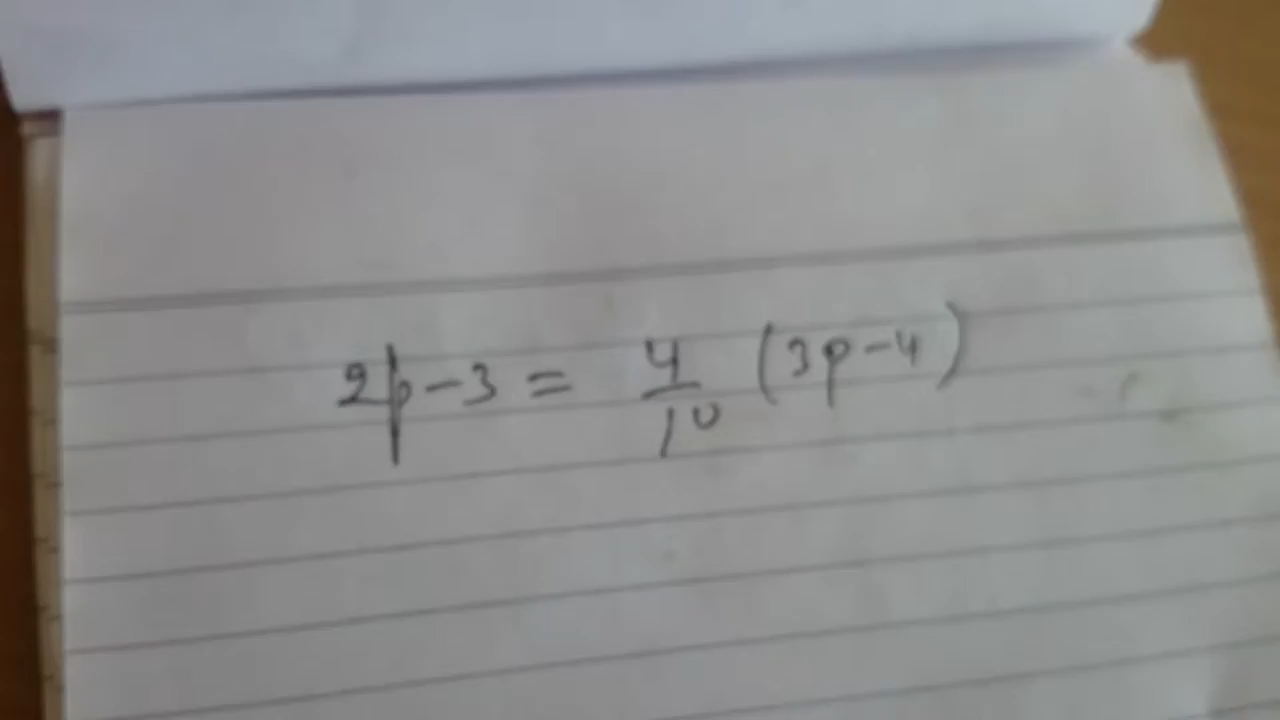 2p-3 = 4/10 (3p-4)